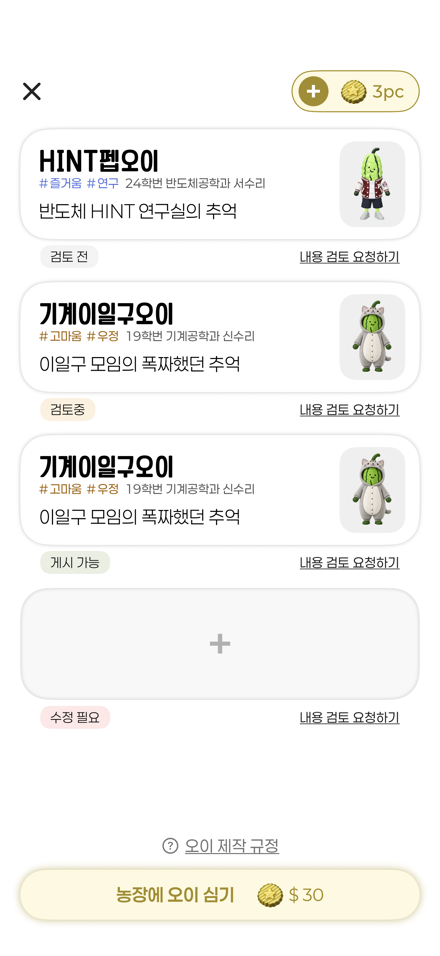 3pc
HINT펩오이
#즐거움 #연구 24학번 반도체공학과 서수리
반도체 HINT 연구실의 추억
검토 전
내용 검토 요청하기
기계이일구오이
#고마움 #우정 19학번 기계공학과 신수리
이일구 모임의 폭짜했던 추억
검토중
내용 검토 요청하기
기계이일구오이
#고마움 #우정 19학번 기계공학과 신수리
이일구 모임의 폭짜했던 추억
게시 가능
내용 검토 요청하기
수정 필요
내용 검토 요청하기
? 오이 제작 규정
농장에 오이 심기 $ 30